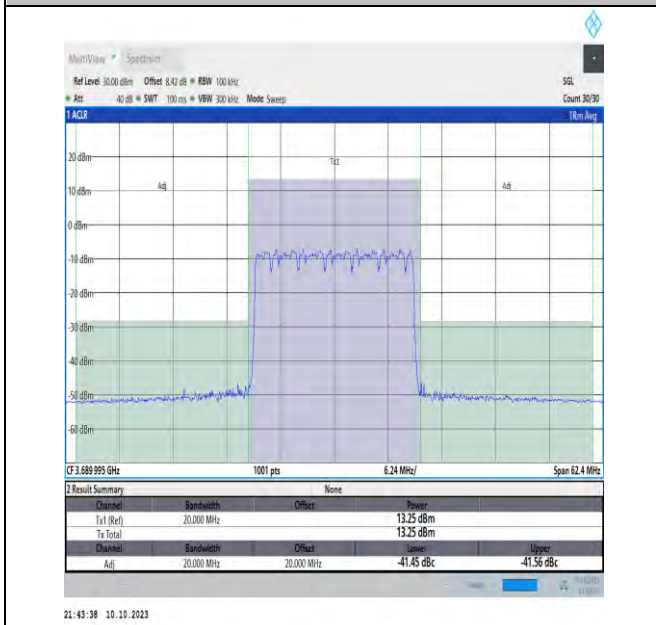 MultiView Spectrum
Ref Level 30.00 dBm Offset 8.42 dB RBW 100 kHz SGL
Att 40 dB SWT 100 ms VBW 300 kHz Mode Sweep Count 30/30
1 ACLR 1Rm Avg
Tx1
20 dBm
Adj Adj
10 dBm
0 dBm
-10 dBm
-20 dBm
-30 dBm
-40 dBm
-50 dBm
-60 dBm
CF 3.689 995 GHz 1001 pts 6.24 MHz/ Span 62.4 MHz
2 Result Summary None
Channel Bandwidth Offset Power
Tx1 (Ref) 20.000 MHz 13.25 dBm
Tx Total 13.25 dBm
Channel Bandwidth Offset Lower Upper
Adj 20.000 MHz 20.000 MHz -41.45 dBc -41.56 dBc
21:43:38 10.10.2023